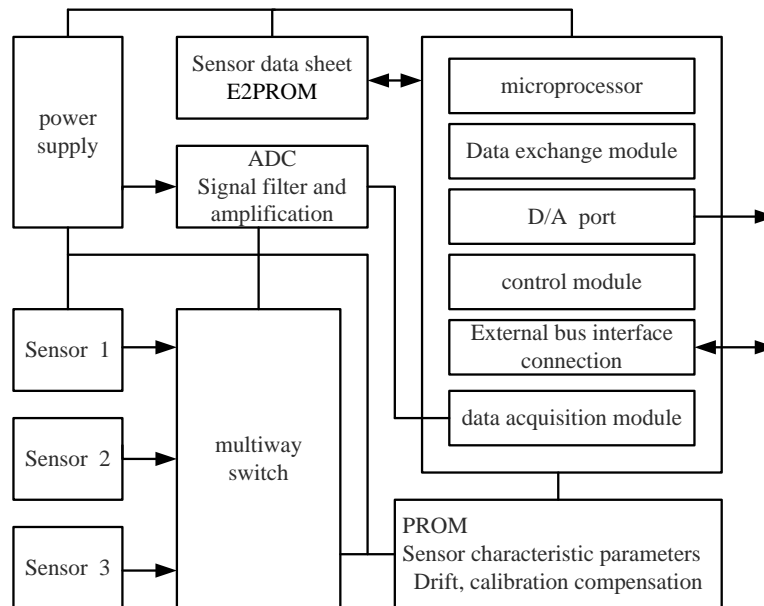 power
supply
Sensor data sheet
E2PROM
ADC
Signal filter and
amplification
microprocessor
Data exchange module
D/A port
control module
External bus interface
connection
data acquisition module
Sensor 1
Sensor 2
Sensor 3
multiway
switch
PROM
Sensor characteristic parameters
Drift, calibration compensation